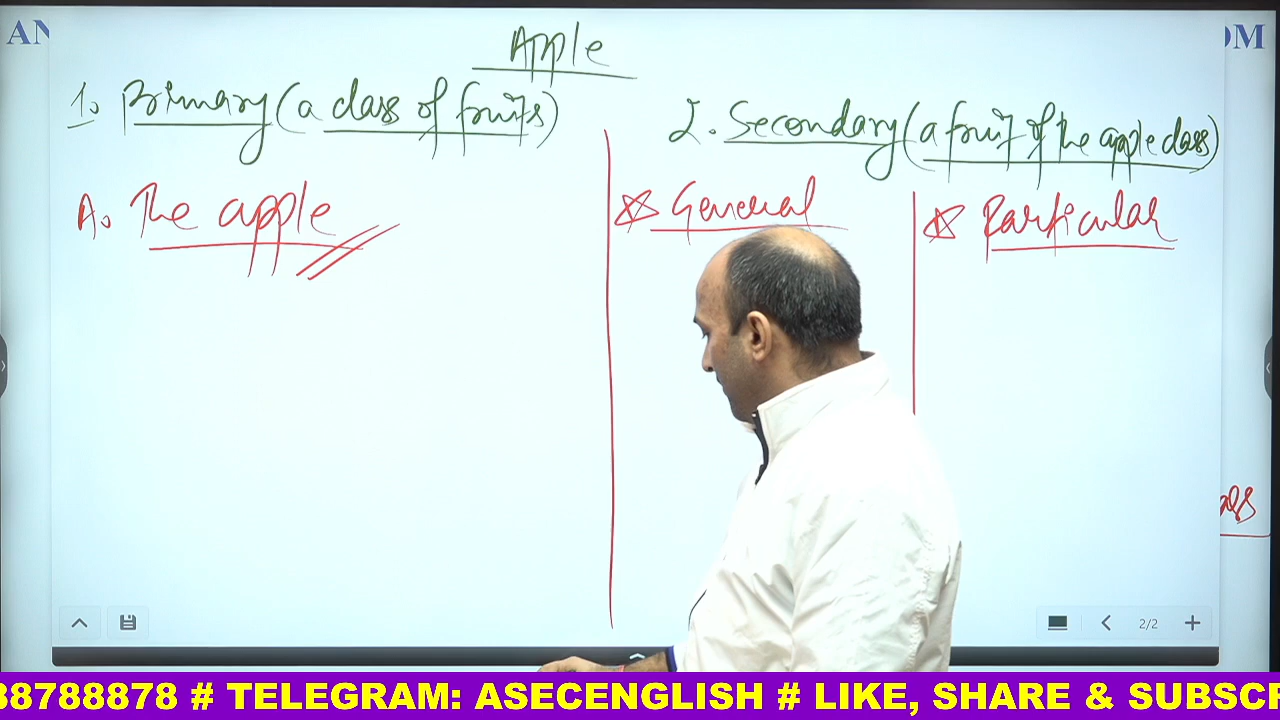 AN
OM
Apple
1. Primary (a class of fruits)
2. Secondary (a fruit of the apple class)
A. The apple
General
Particular
2/2
38788878 # TELEGRAM: ASECENGLISH # LIKE, SHARE & SUBSCR